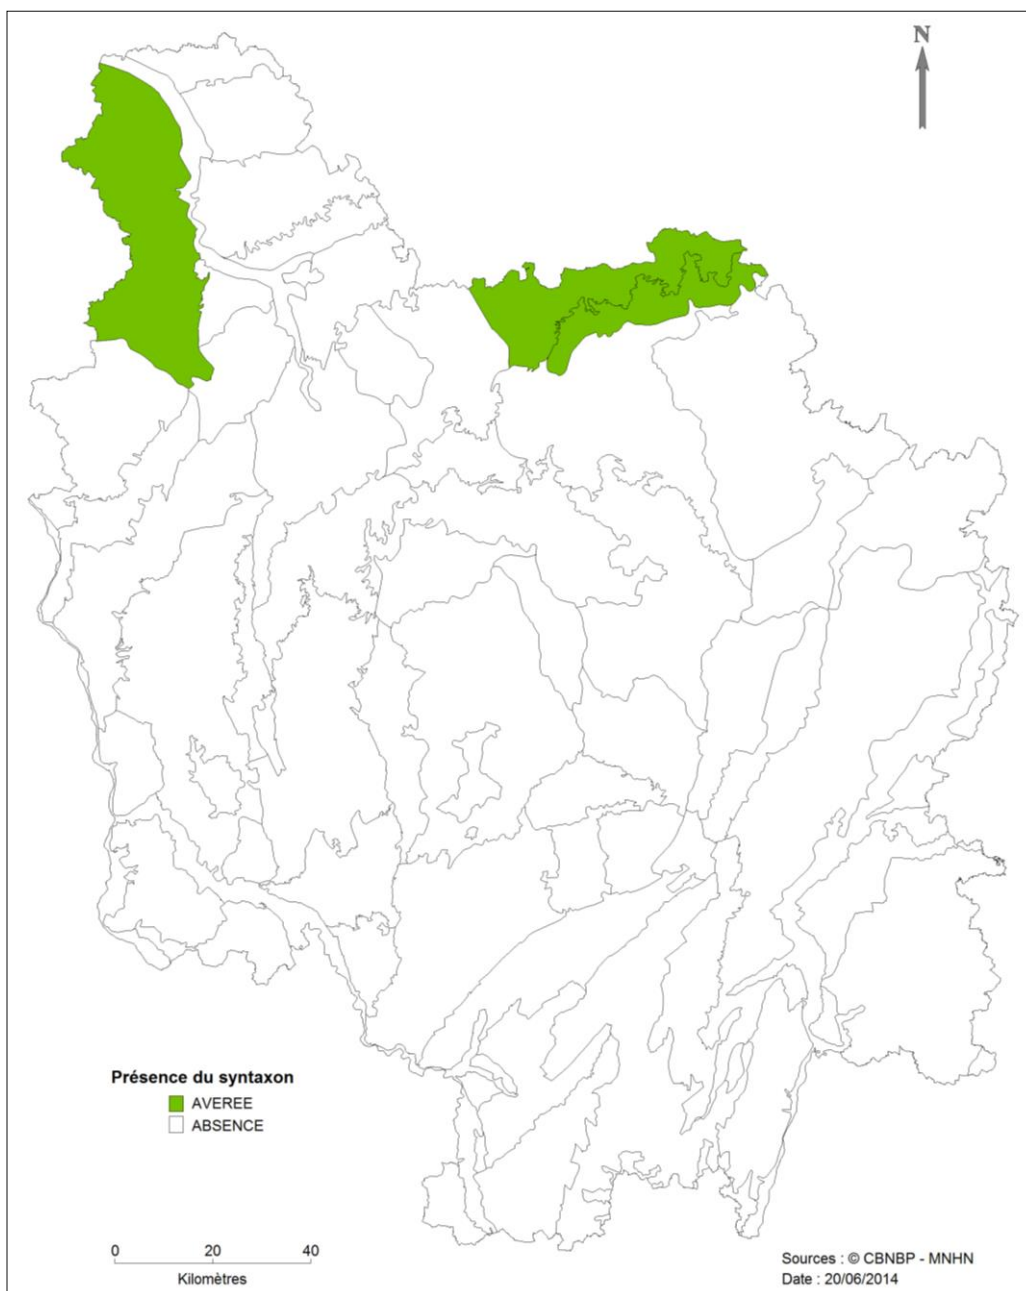 N
Présence du syntaxon
AVEREE
ABSENCE
0 20 40
Kilomètres
Sources : © CBNBP - MNHN
Date : 20/06/2014